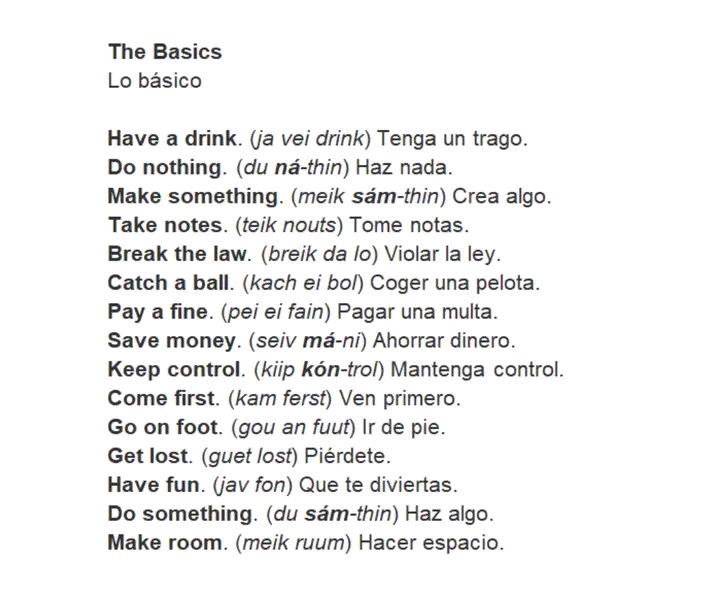 The Basics
Lo básico
Have a drink. (ja vei drink) Tenga un trago.
Do nothing. (du ná-thin) Haz nada.
Make something. (meik sám-thin) Crea algo.
Take notes. (teik nouts) Tome notas.
Break the law. (breik da lo) Violar la ley.
Catch a ball. (kach ei bol) Coger una pelota.
Pay a fine. (pei ei fain) Pagar una multa.
Save money. (seiv má-ni) Ahorrar dinero.
Keep control. (kiip kón-trol) Mantenga control.
Come first. (kam ferst) Ven primero.
Go on foot. (gou an fuut) Ir de pie.
Get lost. (guet lost) Piérdete.
Have fun. (jav fon) Que te diviertas.
Do something. (du sám-thin) Haz algo.
Make room. (meik ruum) Hacer espacio.